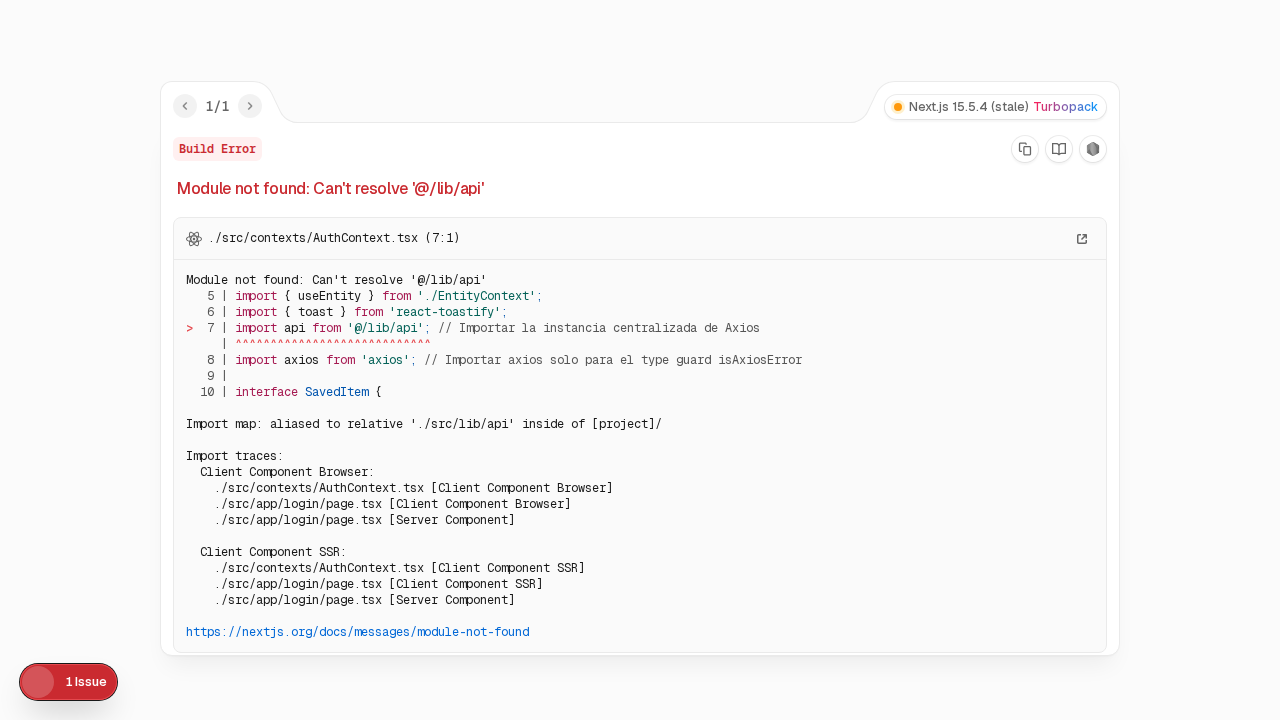 1/1
Next.js 15.5.4 (stale) Turbopack
Build Error
Module not found: Can't resolve '@/lib/api'
./src/contexts/AuthContext.tsx (7:1)
Module not found: Can't resolve '@/lib/api'
   5 | import { useEntity } from './EntityContext';
   6 | import { toast } from 'react-toastify';
>  7 | import api from '@/lib/api'; // Importar la instancia centralizada de Axios
     | ^^^^^^^^^^^^^^^^^^^^^^^^^^^^
   8 | import axios from 'axios'; // Importar axios solo para el type guard isAxiosError
   9 |
  10 | interface SavedItem {
Import map: aliased to relative './src/lib/api' inside of [project]/
Import traces:
  Client Component Browser:
    ./src/contexts/AuthContext.tsx [Client Component Browser]
    ./src/app/login/page.tsx [Client Component Browser]
    ./src/app/login/page.tsx [Server Component]
  Client Component SSR:
    ./src/contexts/AuthContext.tsx [Client Component SSR]
    ./src/app/login/page.tsx [Client Component SSR]
    ./src/app/login/page.tsx [Server Component]
https://nextjs.org/docs/messages/module-not-found
1 Issue